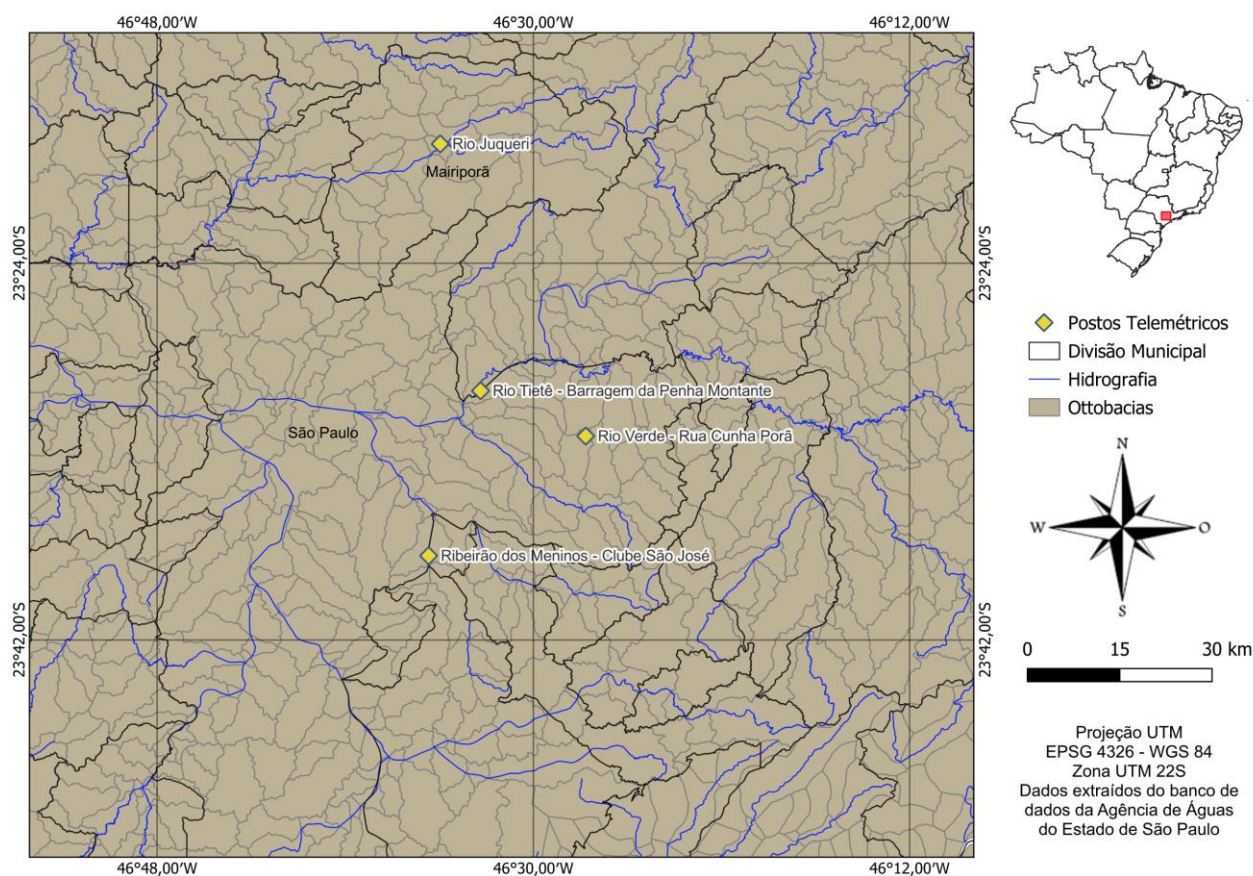 46°48,00'W
46°30,00'W
46°12,00'W
23°24,00'S
23°42,00'S
Rio Juqueri
Mairiporã
Rio Tietê - Barragem da Penha Montante
São Paulo
Rio Verde - Rua Cunha Porã
Ribeirão dos Meninos - Clube São José
23°24,00'S
23°42,00'S
46°48,00'W
46°30,00'W
46°12,00'W
Postos Telemétricos
Divisão Municipal
Hidrografia
Ottobacias
N
W
O
S
0 15 30 km
Projeção UTM
EPSG 4326 - WGS 84
Zona UTM 22S
Dados extraídos do banco de
dados da Agência de Águas
do Estado de São Paulo